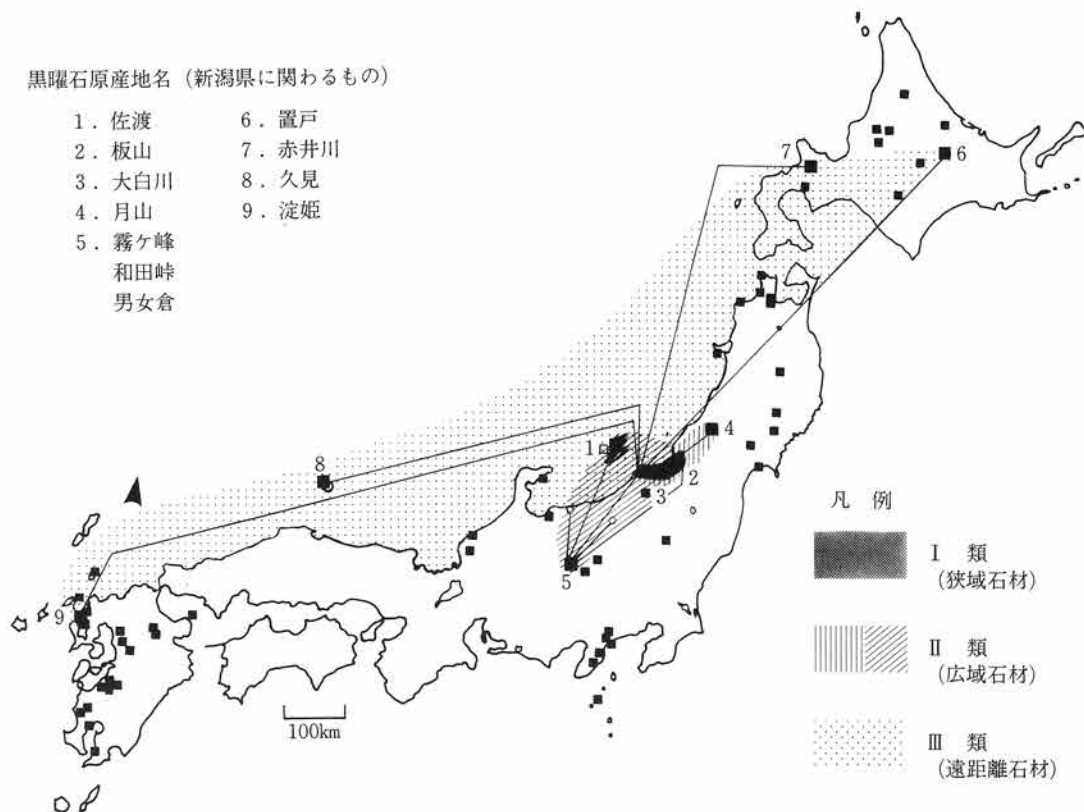 黒曜石原産地名（新潟県に関わるもの）
1．佐渡
2．板山
3．大白川
4．月山
5．霧ケ峰
和田峠
男女倉
6．置戸
7．赤井川
8．久見
9．淀姫
7
6
4
1
2
3
8
5
9
100km
凡 例
Ⅰ 類
（狭域石材）
Ⅱ 類
（広域石材）
Ⅲ 類
（遠距離石材）